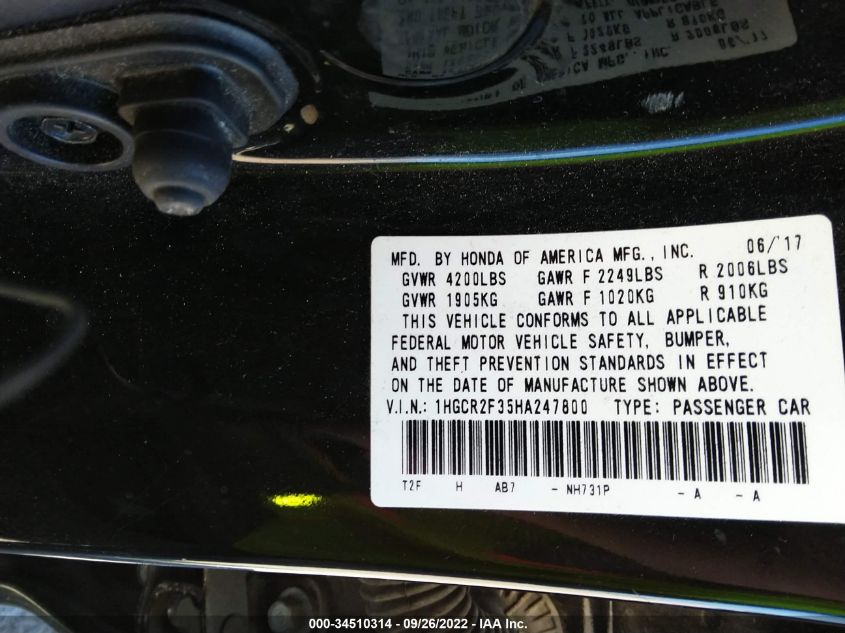 MFD. BY HONDA OF AMERICA MFG., INC. 06/17
GVWR 4200LBS GAWR F 2249LBS R 2006LBS
GVWR 1905KG GAWR F 1020KG R 910KG
THIS VEHICLE CONFORMS TO ALL APPLICABLE
FEDERAL MOTOR VEHICLE SAFETY, BUMPER,
AND THEFT PREVENTION STANDARDS IN EFFECT
ON THE DATE OF MANUFACTURE SHOWN ABOVE.
V.I.N.: 1HGCR2F35HA247800 TYPE: PASSENGER CAR
T2F H AB7 - NH731P - A - A
000-34510314 - 09/26/2022 - IAA Inc.